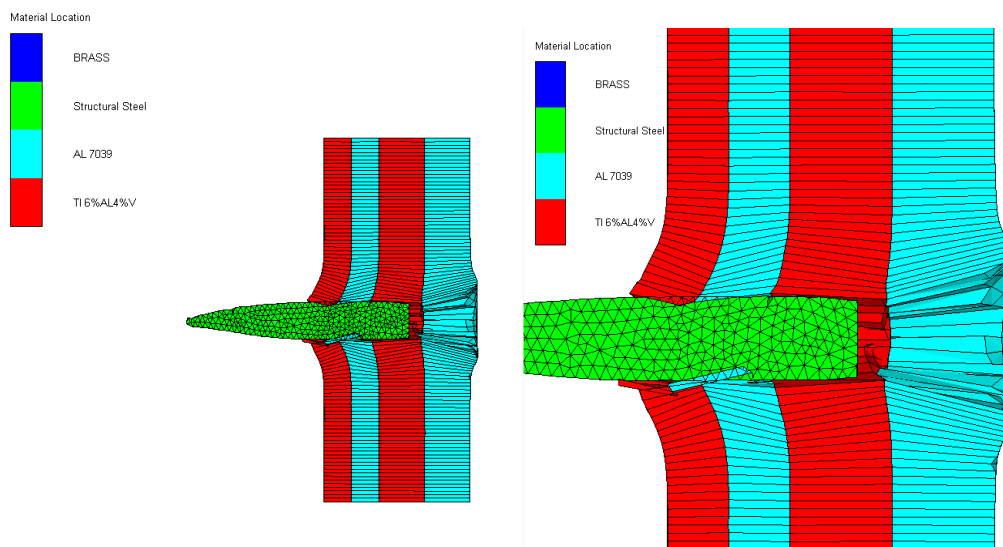 Material Location
BRASS
Structural Steel
AL 7039
TI 6%AL4%V
Material Location
BRASS
Structural Steel
AL 7039
TI 6%AL4%V